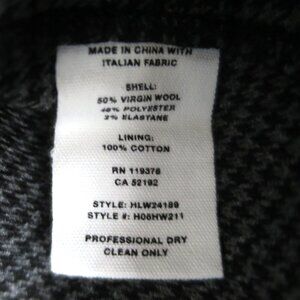 MADE IN CHINA WITH
ITALIAN FABRIC
SHELL:
50% VIRGIN WOOL
48% POLYESTER
2% ELASTANE
LINING:
100% COTTON
RN 119376
CA 52192
STYLE: HLW24189
STYLE #: H06HW211
PROFESSIONAL DRY
CLEAN ONLY